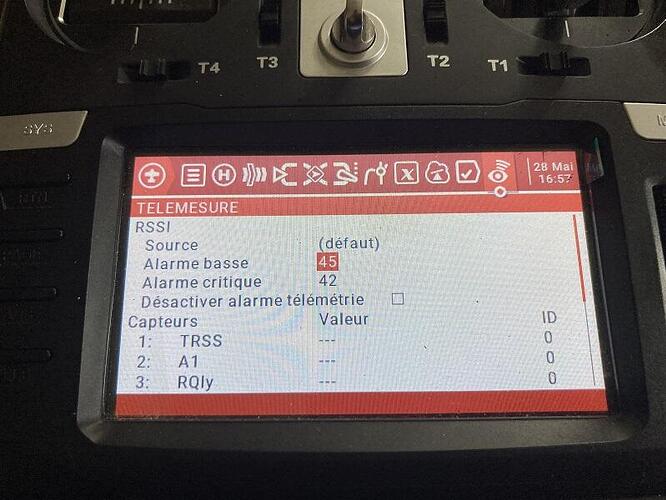 T4
T3
T2
T1
SYS
28 Mai
16:57
TELEMESURE
RSSI
Source (défaut)
Alarme basse 45
Alarme critique 42
Désactiver alarme télémétrie
Capteurs Valeur ID
1: TRSS --- 0
2: A1 --- 0
3: RQly --- 0